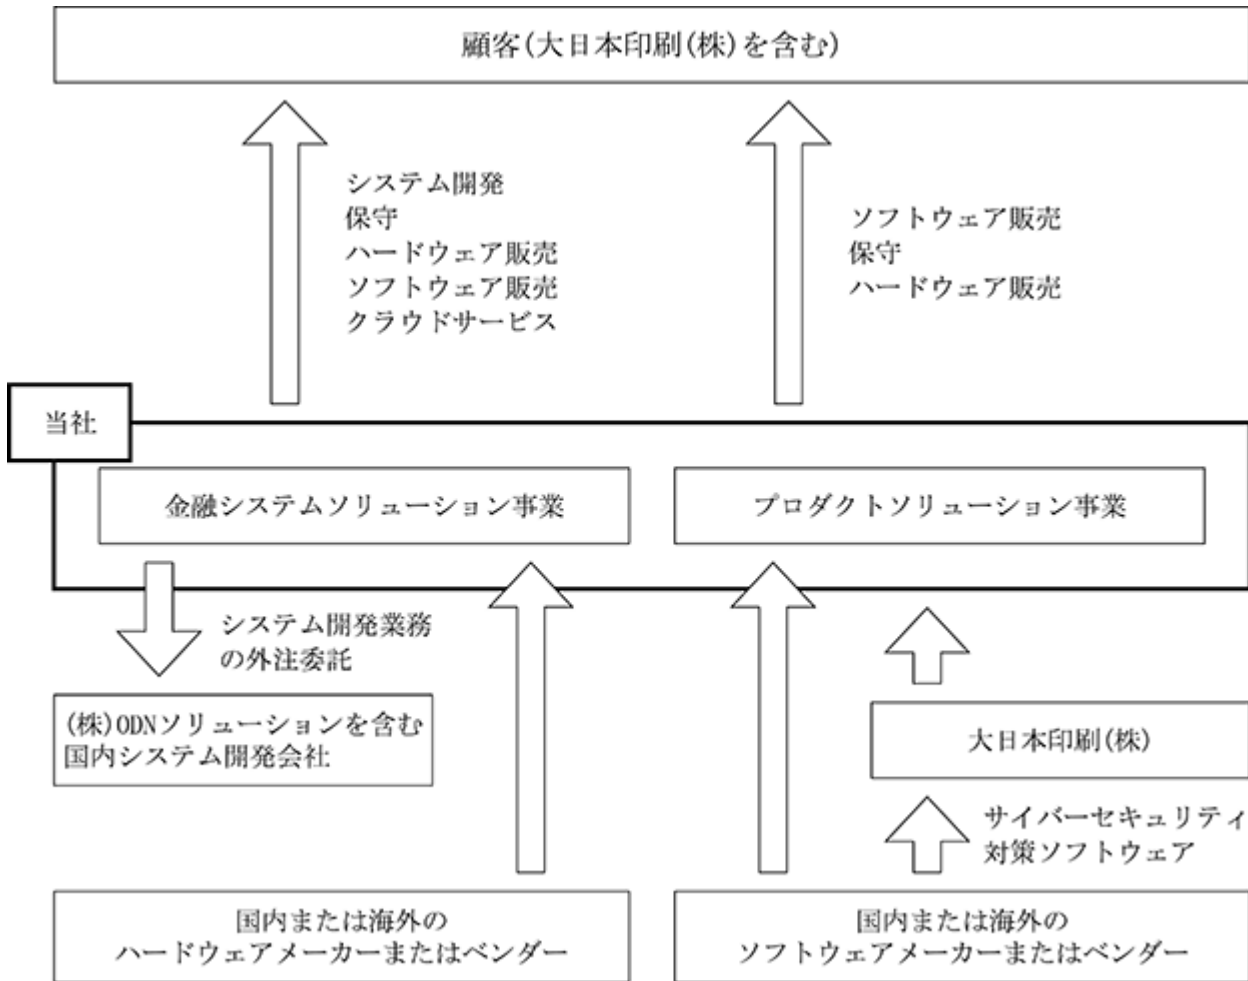 顧客(大日本印刷(株)を含む)
システム開発
保守
ハードウェア販売
ソフトウェア販売
クラウドサービス
ソフトウェア販売
保守
ハードウェア販売
当社
金融システムソリューション事業
プロダクトソリューション事業
システム開発業務
の外注委託
(株)ODNソリューションを含む
国内システム開発会社
大日本印刷(株)
サイバーセキュリティ
対策ソフトウェア
国内または海外の
ハードウェアメーカーまたはベンダー
国内または海外の
ソフトウェアメーカーまたはベンダー